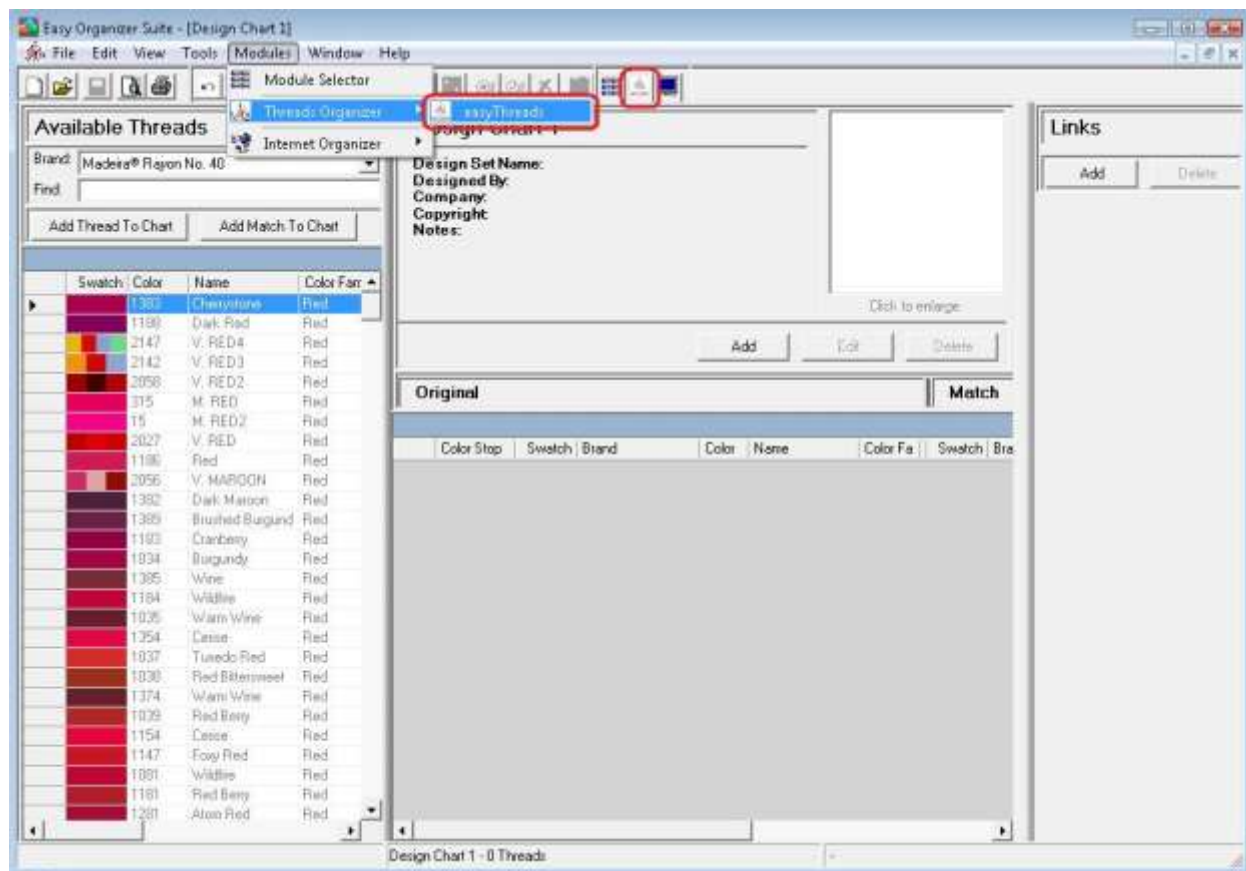 Easy Organizer Suite - [Design Chart 1]
File Edit View Tools Modules Window Help
Module Selector
Threads Organizer
easyThreads
Internet Organizer
Available Threads
Brand: Madeira® Rayon No. 40
Find
Add Thread To Chart Add Match To Chart
Swatch Color Name Color Fam
1383 Cherrystone Red
1188 Dark Red Red
2147 V. RED4 Red
2142 V. RED3 Red
2058 V. RED2 Red
315 M. RED Red
15 M. RED2 Red
2027 V. RED Red
1186 Red Red
2056 V. MAROON Red
1382 Dark Maroon Red
1389 Brushed Burgund Red
1183 Cranberry Red
1034 Burgundy Red
1385 Wine Red
1184 Wildfire Red
1035 Warm Wine Red
1354 Cerise Red
1037 Tuxedo Red Red
1038 Red Bittersweet Red
1374 Warm Wine Red
1039 Red Berry Red
1154 Cerise Red
1147 Foxy Red Red
1081 Wildfire Red
1181 Red Berry Red
1281 Red
Design Chart 1
Design Set Name:
Designed By:
Company:
Copyright:
Notes:
Click to enlarge
Add Edit Delete
Original Match
Color Stop Swatch Brand Color Name Color Fa Swatch Bra
Links
Add Delete
Design Chart 1 - 0 Threads